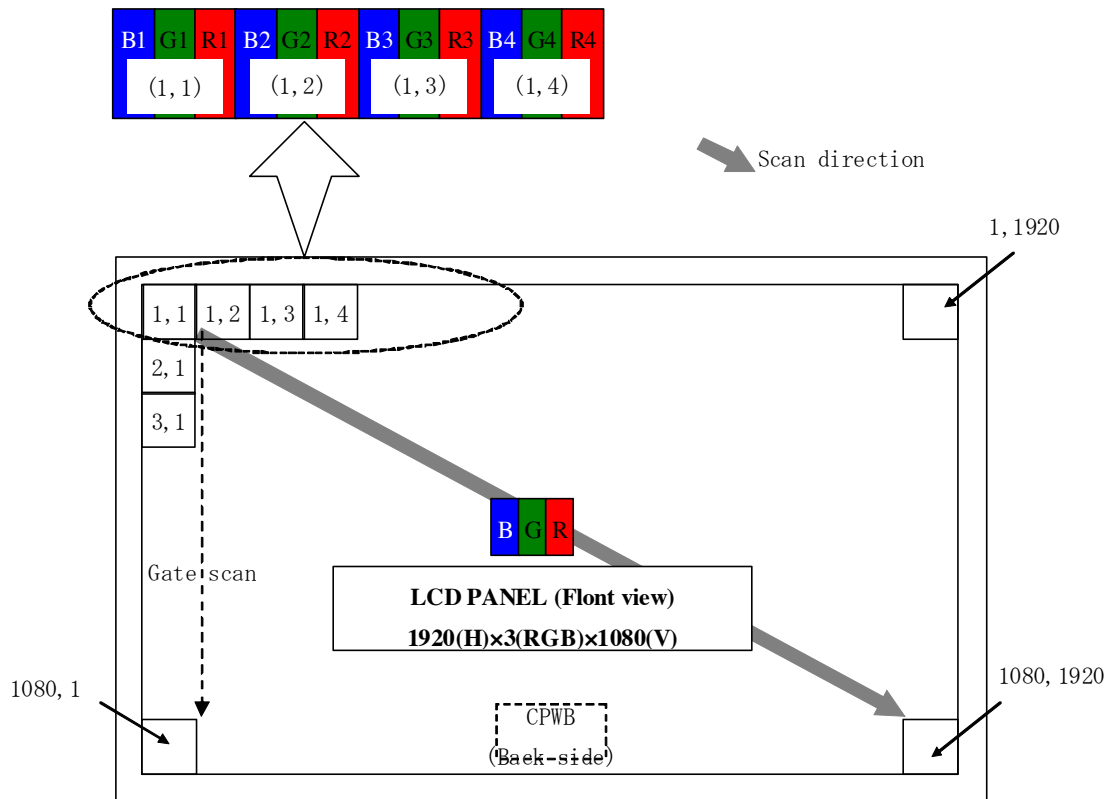 B1 G1 R1 B2 G2 R2 B3 G3 R3 B4 G4 R4
(1,1) (1,2) (1,3) (1,4)
Scan direction
1,1920
1,1 1,2 1,3 1,4
2,1
3,1
B G R
Gate scan
LCD PANEL (Flont view)
1920(H)×3(RGB)×1080(V)
1080,1
1080,1920
CPWB
(Back-side)